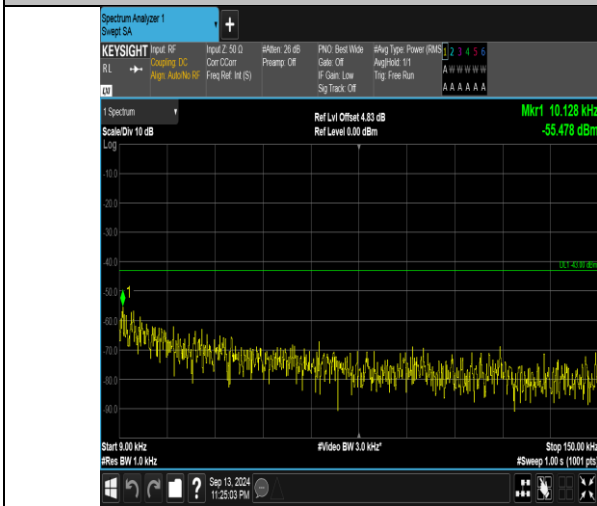 Spectrum Analyzer 1
Swept SA
+
KEYSIGHT
RL
Input: RF
Coupling: DC
Align: Auto/No RF
Input Z: 50 Ω
Corr CCorr
Freq Ref: Int (S)
#Atten: 26 dB
Preamp: Off
PNO: Best Wide
Gate: Off
IF Gain: Low
Sig Track: Off
#Avg Type: Power (RMS
Avg|Hold: 1/1
Trig: Free Run
1 2 3 4 5 6
A W W W W W
A A A A A A
1 Spectrum
Scale/Div 10 dB
Log
Ref Lvl Offset 4.83 dB
Ref Level 0.00 dBm
Mkr1 10.128 kHz
-55.478 dBm
-10.0
-20.0
-30.0
-40.0
DL1 -43.00 dBm
-50.0
1
-60.0
-70.0
-80.0
-90.0
Start 9.00 kHz
#Res BW 1.0 kHz
#Video BW 3.0 kHz*
Stop 150.00 kHz
#Sweep 1.00 s (1001 pts)
?
Sep 13, 2024
11:25:03 PM